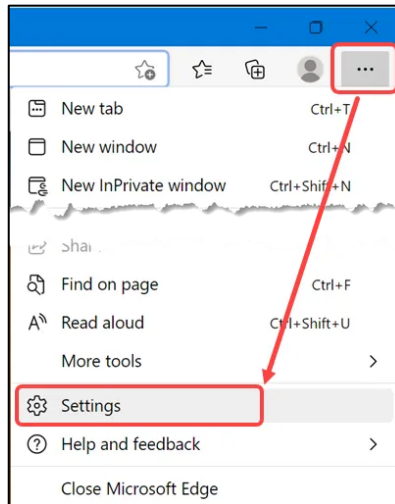 New tab Ctrl+T
New window Ctrl+N
New InPrivate window Ctrl+Shift+N
Find on page Ctrl+F
Read aloud Ctrl+Shift+U
More tools
Settings
Help and feedback
Close Microsoft Edge